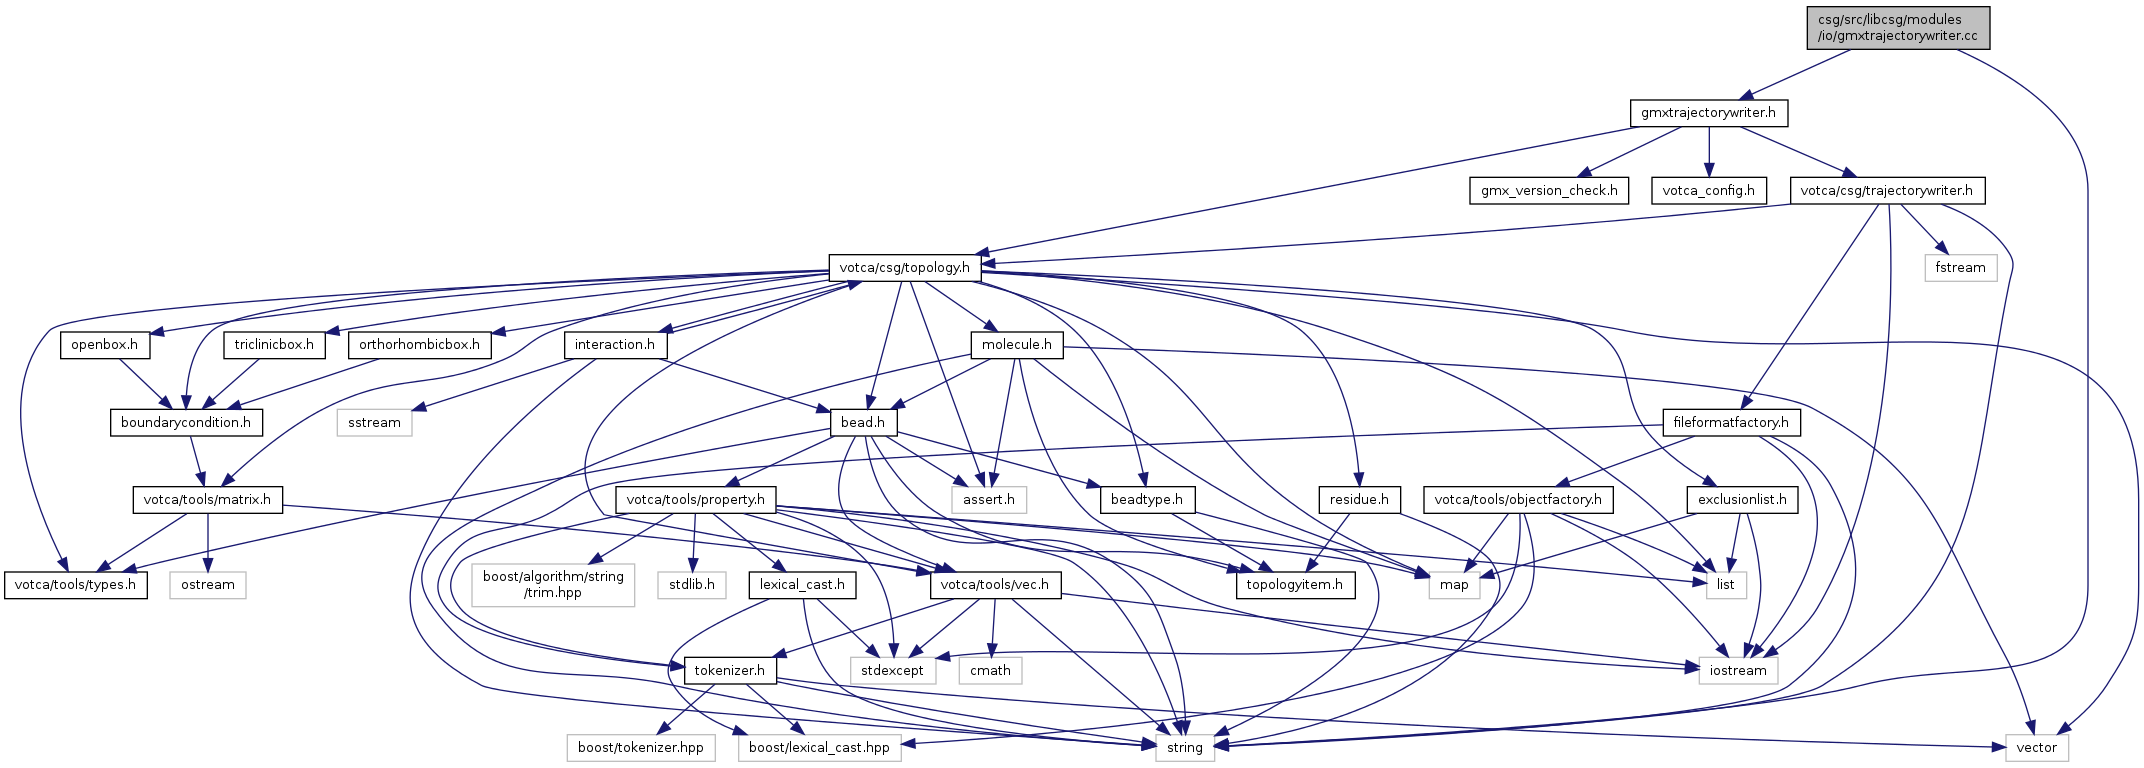 csg/src/libcsg/modules
/io/gmxtrajectorywriter.cc
gmxtrajectorywriter.h
gmx_version_check.h
votca_config.h
votca/csg/trajectorywriter.h
votca/csg/topology.h
fstream
openbox.h
triclinicbox.h
orthorhombicbox.h
interaction.h
molecule.h
boundarycondition.h
sstream
bead.h
fileformatfactory.h
votca/tools/matrix.h
votca/tools/property.h
assert.h
beadtype.h
residue.h
votca/tools/objectfactory.h
exclusionlist.h
votca/tools/types.h
ostream
boost/algorithm/string
/trim.hpp
stdlib.h
lexical_cast.h
votca/tools/vec.h
topologyitem.h
map
list
tokenizer.h
stdexcept
cmath
iostream
boost/tokenizer.hpp
boost/lexical_cast.hpp
string
vector